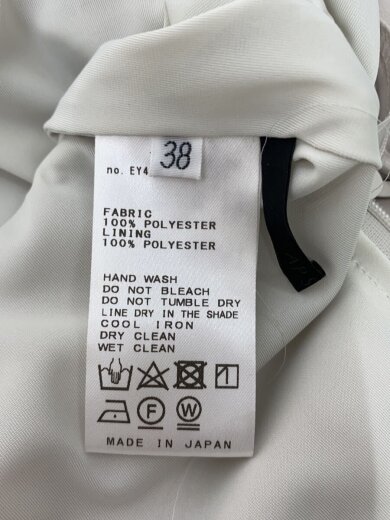 38
no. EY4
FABRIC
100% POLYESTER
LINING
100% POLYESTER
HAND WASH
DO NOT BLEACH
DO NOT TUMBLE DRY
LINE DRY IN THE SHADE
COOL IRON
DRY CLEAN
WET CLEAN
F W
MADE IN JAPAN